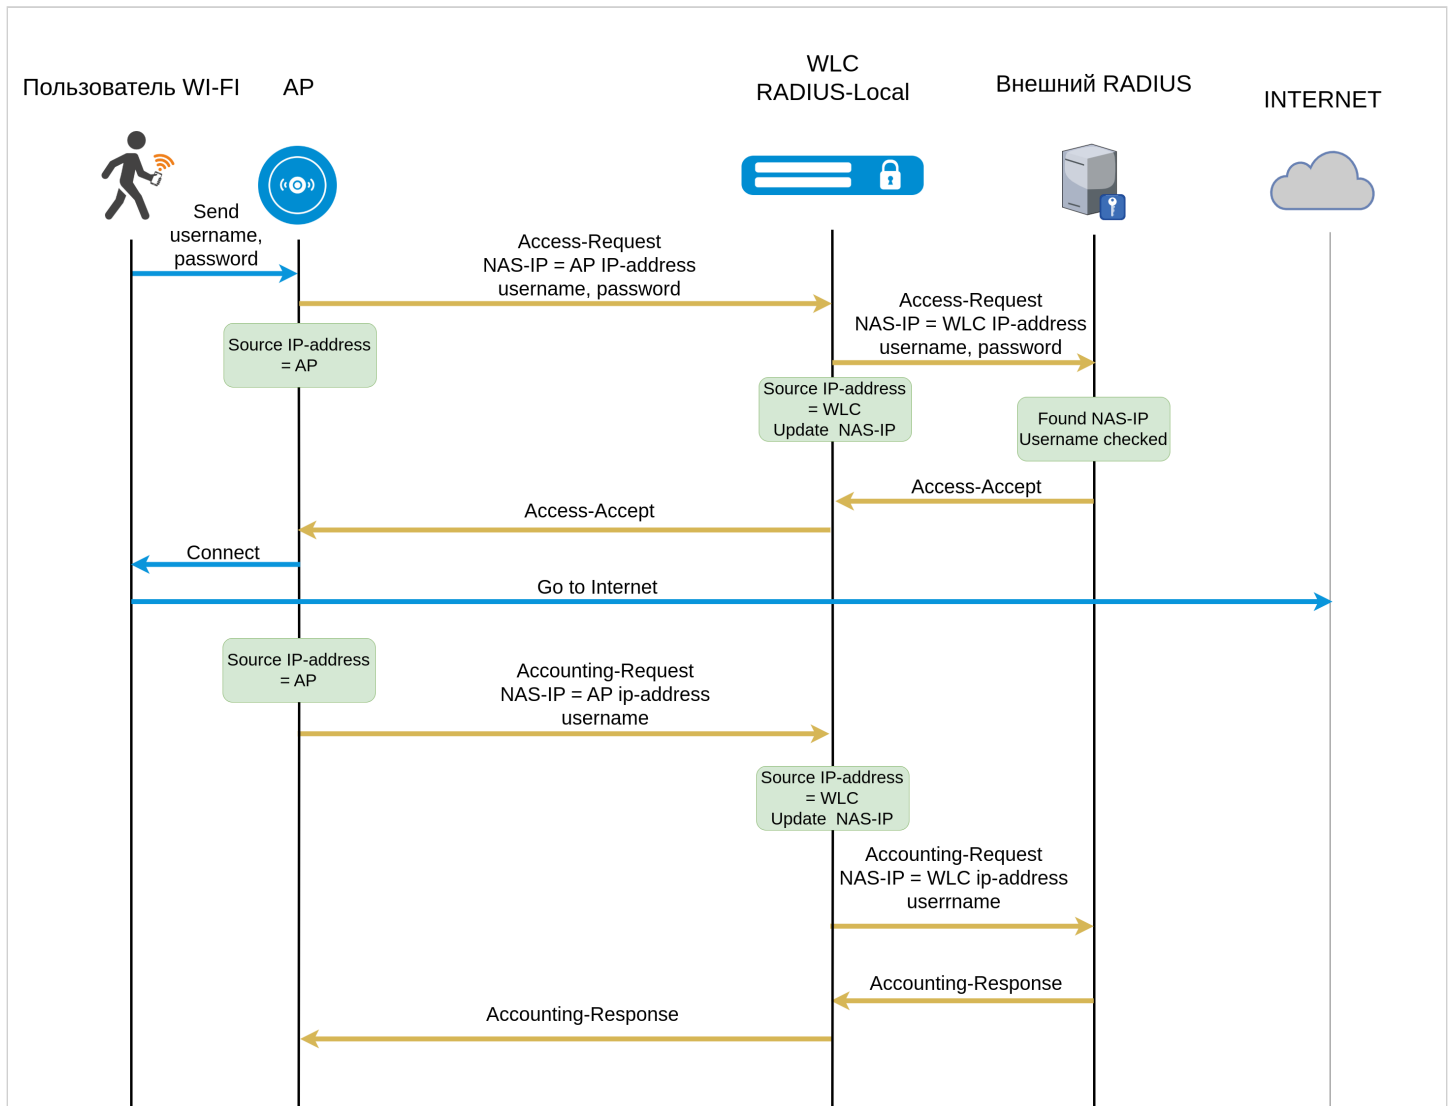 Пользователь WI-FI
AP
WLC
RADIUS-Local
Внешний RADIUS
INTERNET
Send
username,
password
Access-Request
NAS-IP = AP IP-address
username, password
Access-Request
NAS-IP = WLC IP-address
username, password
Source IP-address
= AP
Source IP-address
= WLC
Update  NAS-IP
Found NAS-IP
Username checked
Access-Accept
Access-Accept
Connect
Go to Internet
Source IP-address
= AP
Accounting-Request
NAS-IP = AP ip-address
username
Source IP-address
= WLC
Update  NAS-IP
Accounting-Request
NAS-IP = WLC ip-address
userrname
Accounting-Response
Accounting-Response